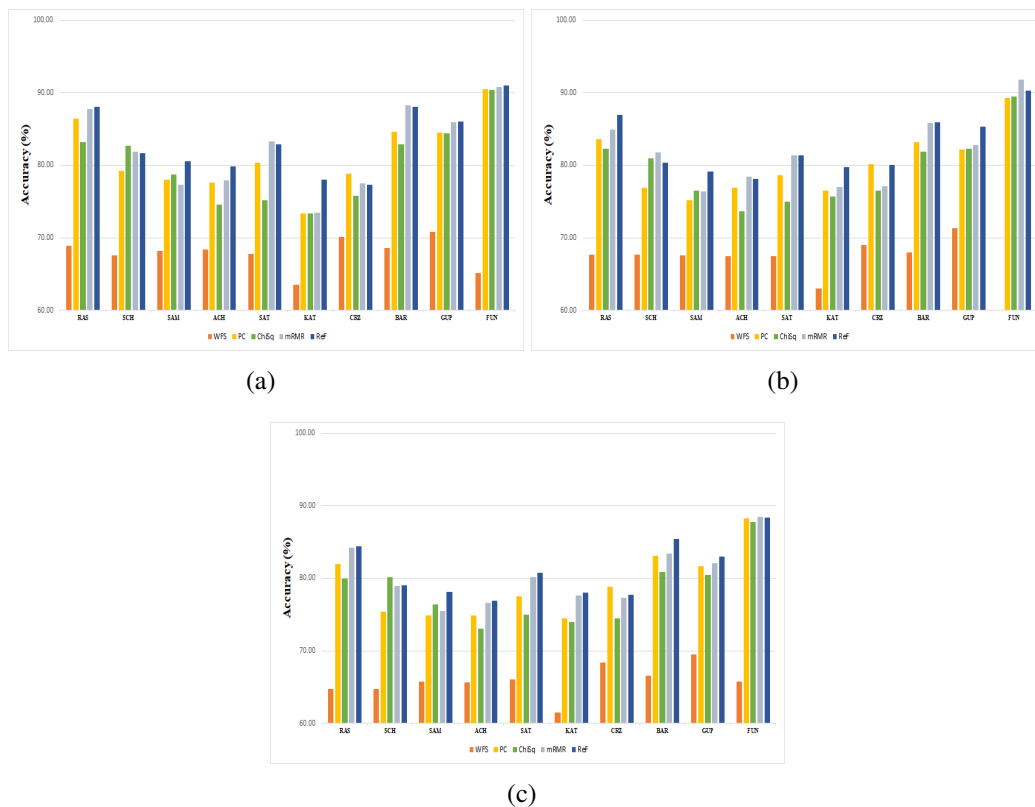 100.00
90.00
80.00
70.00
60.00
Accuracy (%)
RAS SCH SAM ACH SAT KAT CRZ BAR GUP FUN
WFS PC ChiSq mRMR ReF
(a)
100.00
90.00
80.00
70.00
60.00
Accuracy (%)
RAS SCH SAM ACH SAT KAT CRZ BAR GUP FUN
WFS PC ChiSq mRMR ReF
(b)
100.00
90.00
80.00
70.00
60.00
Accuracy (%)
RAS SCH SAM ACH SAT KAT CRZ BAR GUP FUN
WFS PC ChiSq mRMR ReF
(c)